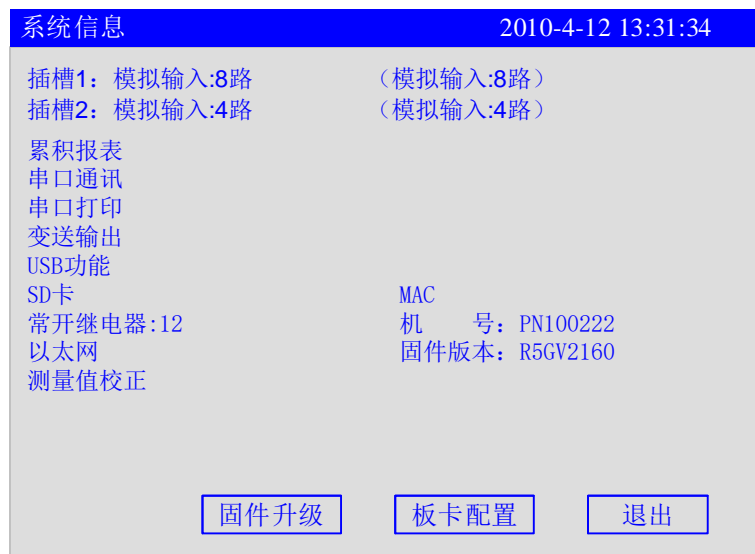 系统信息 2010-4-12 13:31:34
插槽1：模拟输入:8路 （模拟输入:8路）
插槽2：模拟输入:4路 （模拟输入:4路）
累积报表
串口通讯
串口打印
变送输出
USB功能
SD卡 MAC
常开继电器:12 机 号：PN100222
以太网 固件版本：R5GV2160
测量值校正
固件升级 板卡配置 退出